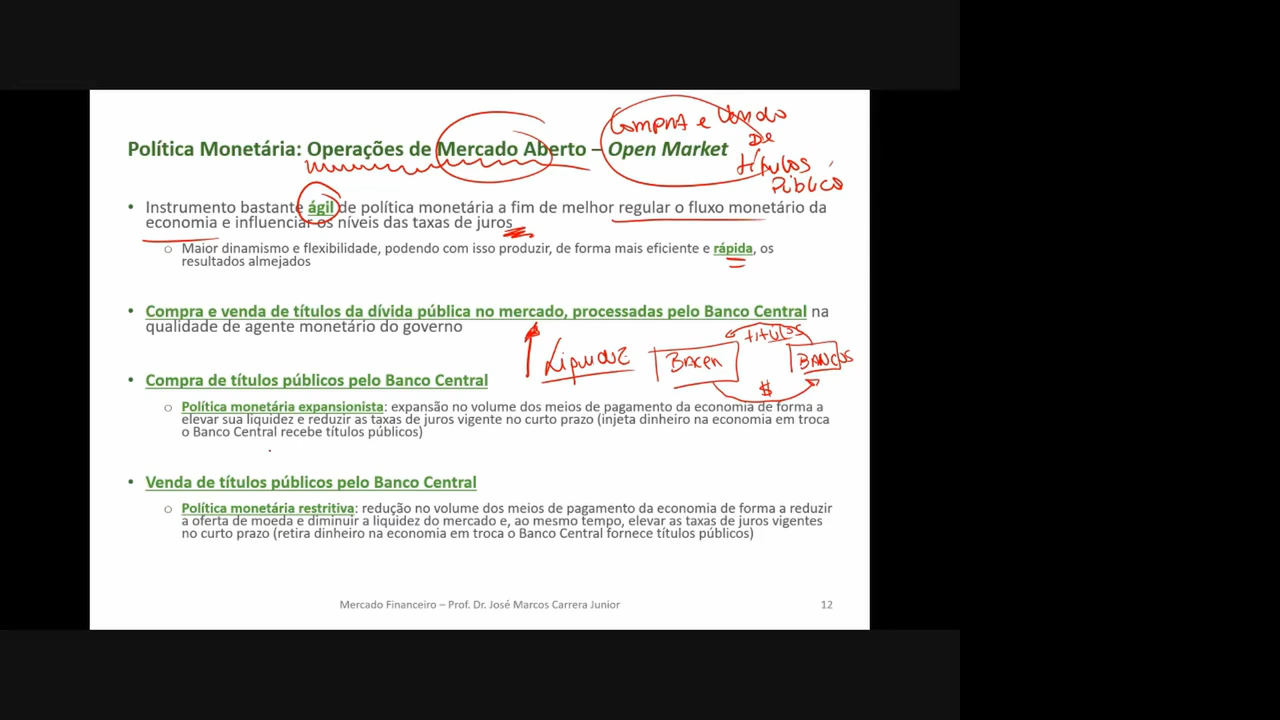 Compra e Venda
De
títulos
Público
Política Monetária: Operações de Mercado Aberto – Open Market
• Instrumento bastante ágil de política monetária a fim de melhor regular o fluxo monetário da
economia e influenciar os níveis das taxas de juros
o Maior dinamismo e flexibilidade, podendo com isso produzir, de forma mais eficiente e rápida, os
resultados almejados
• Compra e venda de títulos da dívida pública no mercado, processadas pelo Banco Central na
qualidade de agente monetário do governo
títulos
Liquidez Bacen BANCOS
$
• Compra de títulos públicos pelo Banco Central
o Política monetária expansionista: expansão no volume dos meios de pagamento da economia de forma a
elevar sua liquidez e reduzir as taxas de juros vigente no curto prazo (injeta dinheiro na economia em troca
o Banco Central recebe títulos públicos)
• Venda de títulos públicos pelo Banco Central
o Política monetária restritiva: redução no volume dos meios de pagamento da economia de forma a reduzir
a oferta de moeda e diminuir a liquidez do mercado e, ao mesmo tempo, elevar as taxas de juros vigentes
no curto prazo (retira dinheiro na economia em troca o Banco Central fornece títulos públicos)
Mercado Financeiro – Prof. Dr. José Marcos Carrera Junior 12